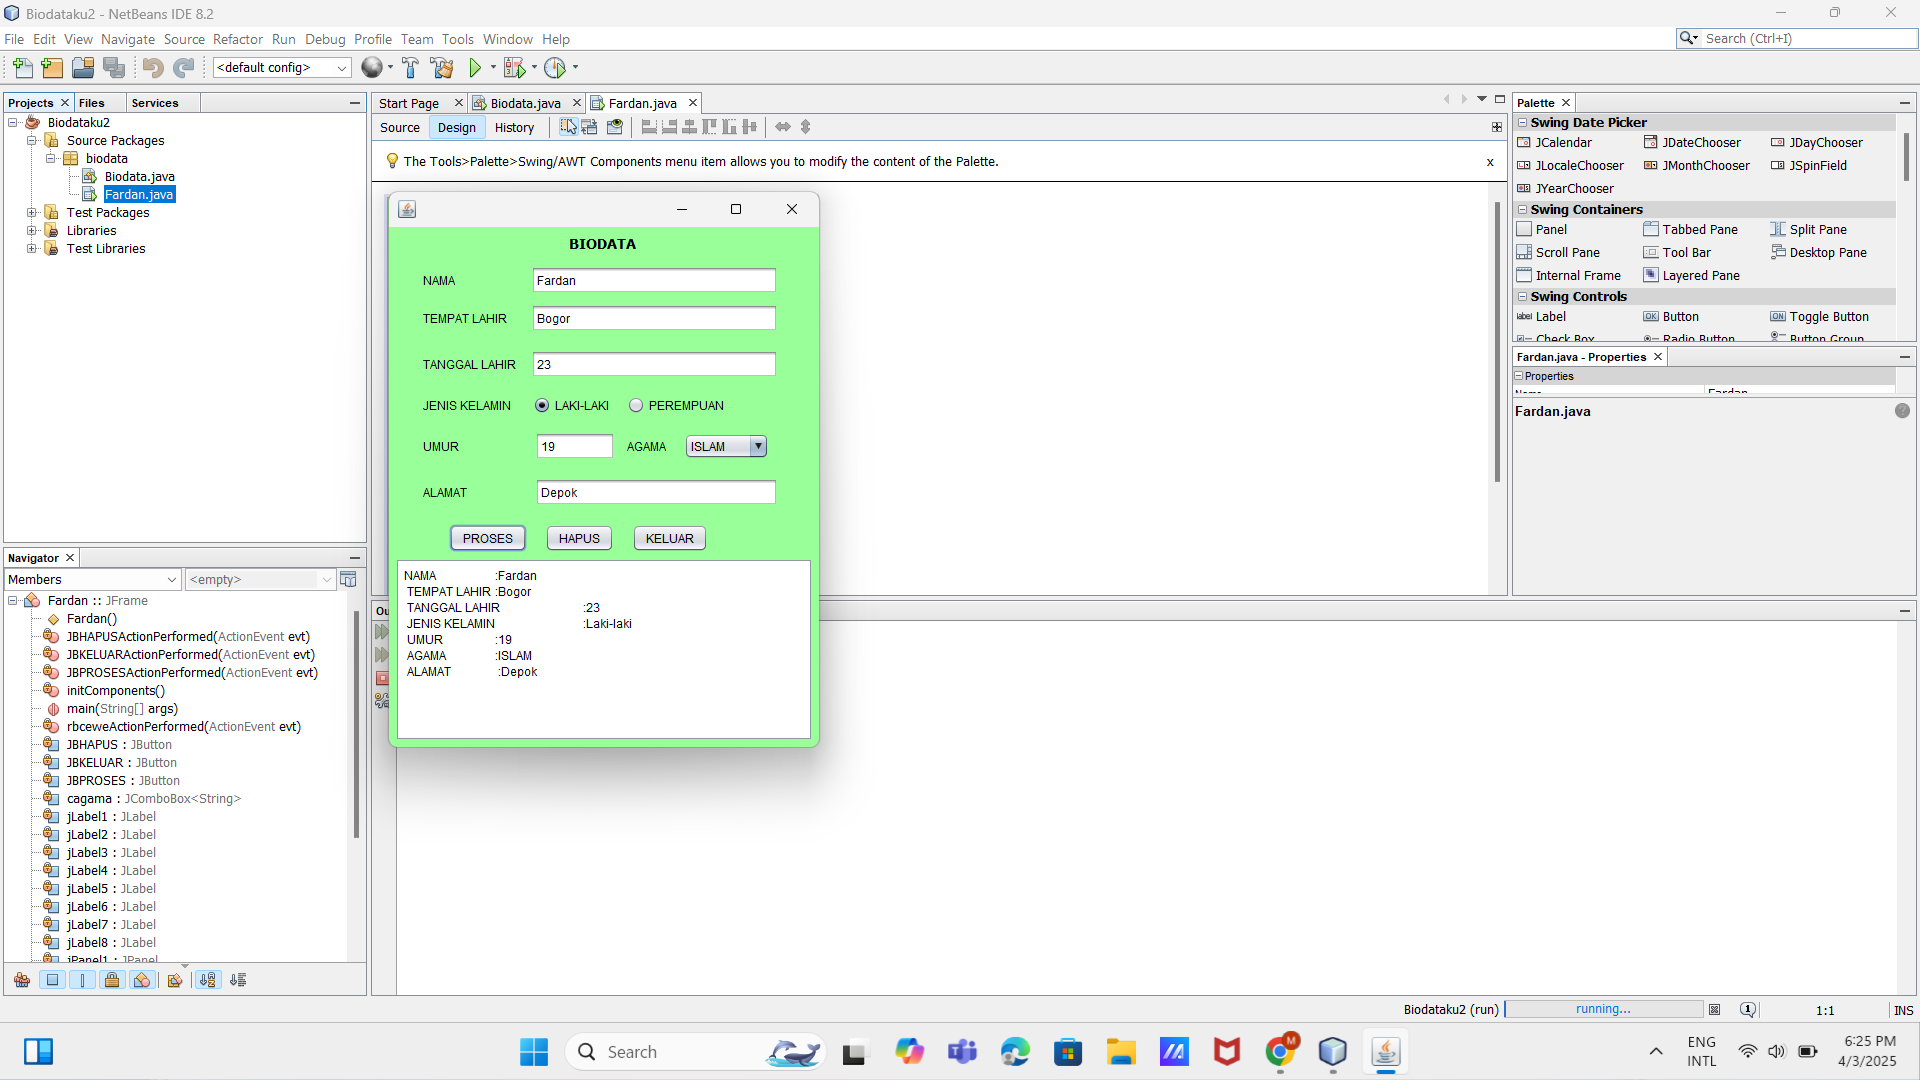 Biodataku2 - NetBeans IDE 8.2
File Edit View Navigate Source Refactor Run Debug Profile Team Tools Window Help
Search (Ctrl+I)
<default config>
Projects Files Services
Biodataku2
Source Packages
biodata
Biodata.java
Fardan.java
Test Packages
Libraries
Test Libraries
Start Page Biodata.java Fardan.java
Source Design History
The Tools>Palette>Swing/AWT Components menu item allows you to modify the content of the Palette. x
BIODATA
NAMA Fardan
TEMPAT LAHIR Bogor
TANGGAL LAHIR 23
JENIS KELAMIN LAKI-LAKI PEREMPUAN
UMUR 19 AGAMA ISLAM
ALAMAT Depok
PROSES HAPUS KELUAR
NAMA :Fardan
TEMPAT LAHIR :Bogor
TANGGAL LAHIR :23
JENIS KELAMIN :Laki-laki
UMUR :19
AGAMA :ISLAM
ALAMAT :Depok
Palette
Swing Date Picker
JCalendar JDateChooser JDayChooser
JLocaleChooser JMonthChooser JSpinField
JYearChooser
Swing Containers
Panel Tabbed Pane Split Pane
Scroll Pane Tool Bar Desktop Pane
Internal Frame Layered Pane
Swing Controls
label Label OK Button ON Toggle Button
Check Box Radio Button Button Group
Fardan.java - Properties
Properties
Name Fardan
Fardan.java
Navigator
Members <empty>
Fardan :: JFrame
Fardan()
JBHAPUSActionPerformed(ActionEvent evt)
JBKELUARActionPerformed(ActionEvent evt)
JBPROSESActionPerformed(ActionEvent evt)
initComponents()
main(String[] args)
rbceweActionPerformed(ActionEvent evt)
JBHAPUS : JButton
JBKELUAR : JButton
JBPROSES : JButton
cagama : JComboBox<String>
jLabel1 : JLabel
jLabel2 : JLabel
jLabel3 : JLabel
jLabel4 : JLabel
jLabel5 : JLabel
jLabel6 : JLabel
jLabel7 : JLabel
jLabel8 : JLabel
jPanel1 : JPanel
Ou
Biodataku2 (run) running... 1 1:1 INS
Search
M
ENG
INTL
6:25 PM
4/3/2025